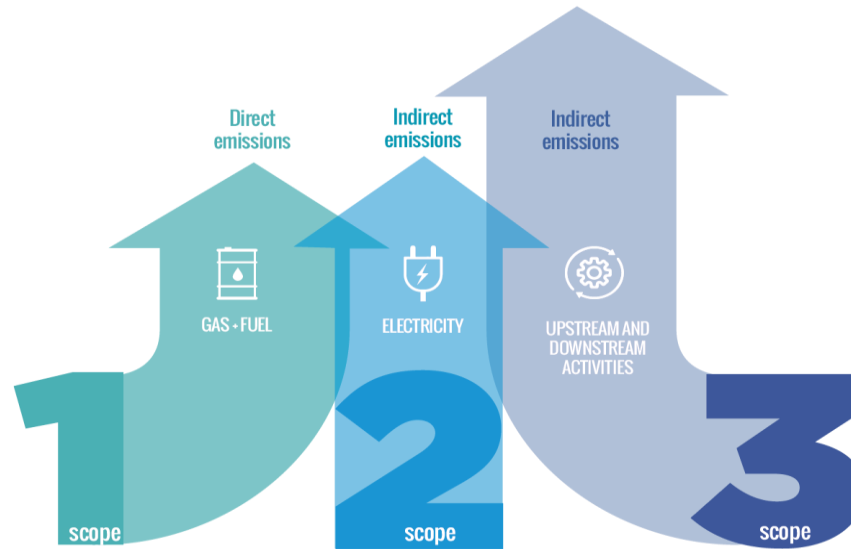 Direct
emissions
Indirect
emissions
Indirect
emissions
GAS + FUEL
ELECTRICITY
UPSTREAM AND
DOWNSTREAM
ACTIVITIES
1
scope
2
scope
3
scope